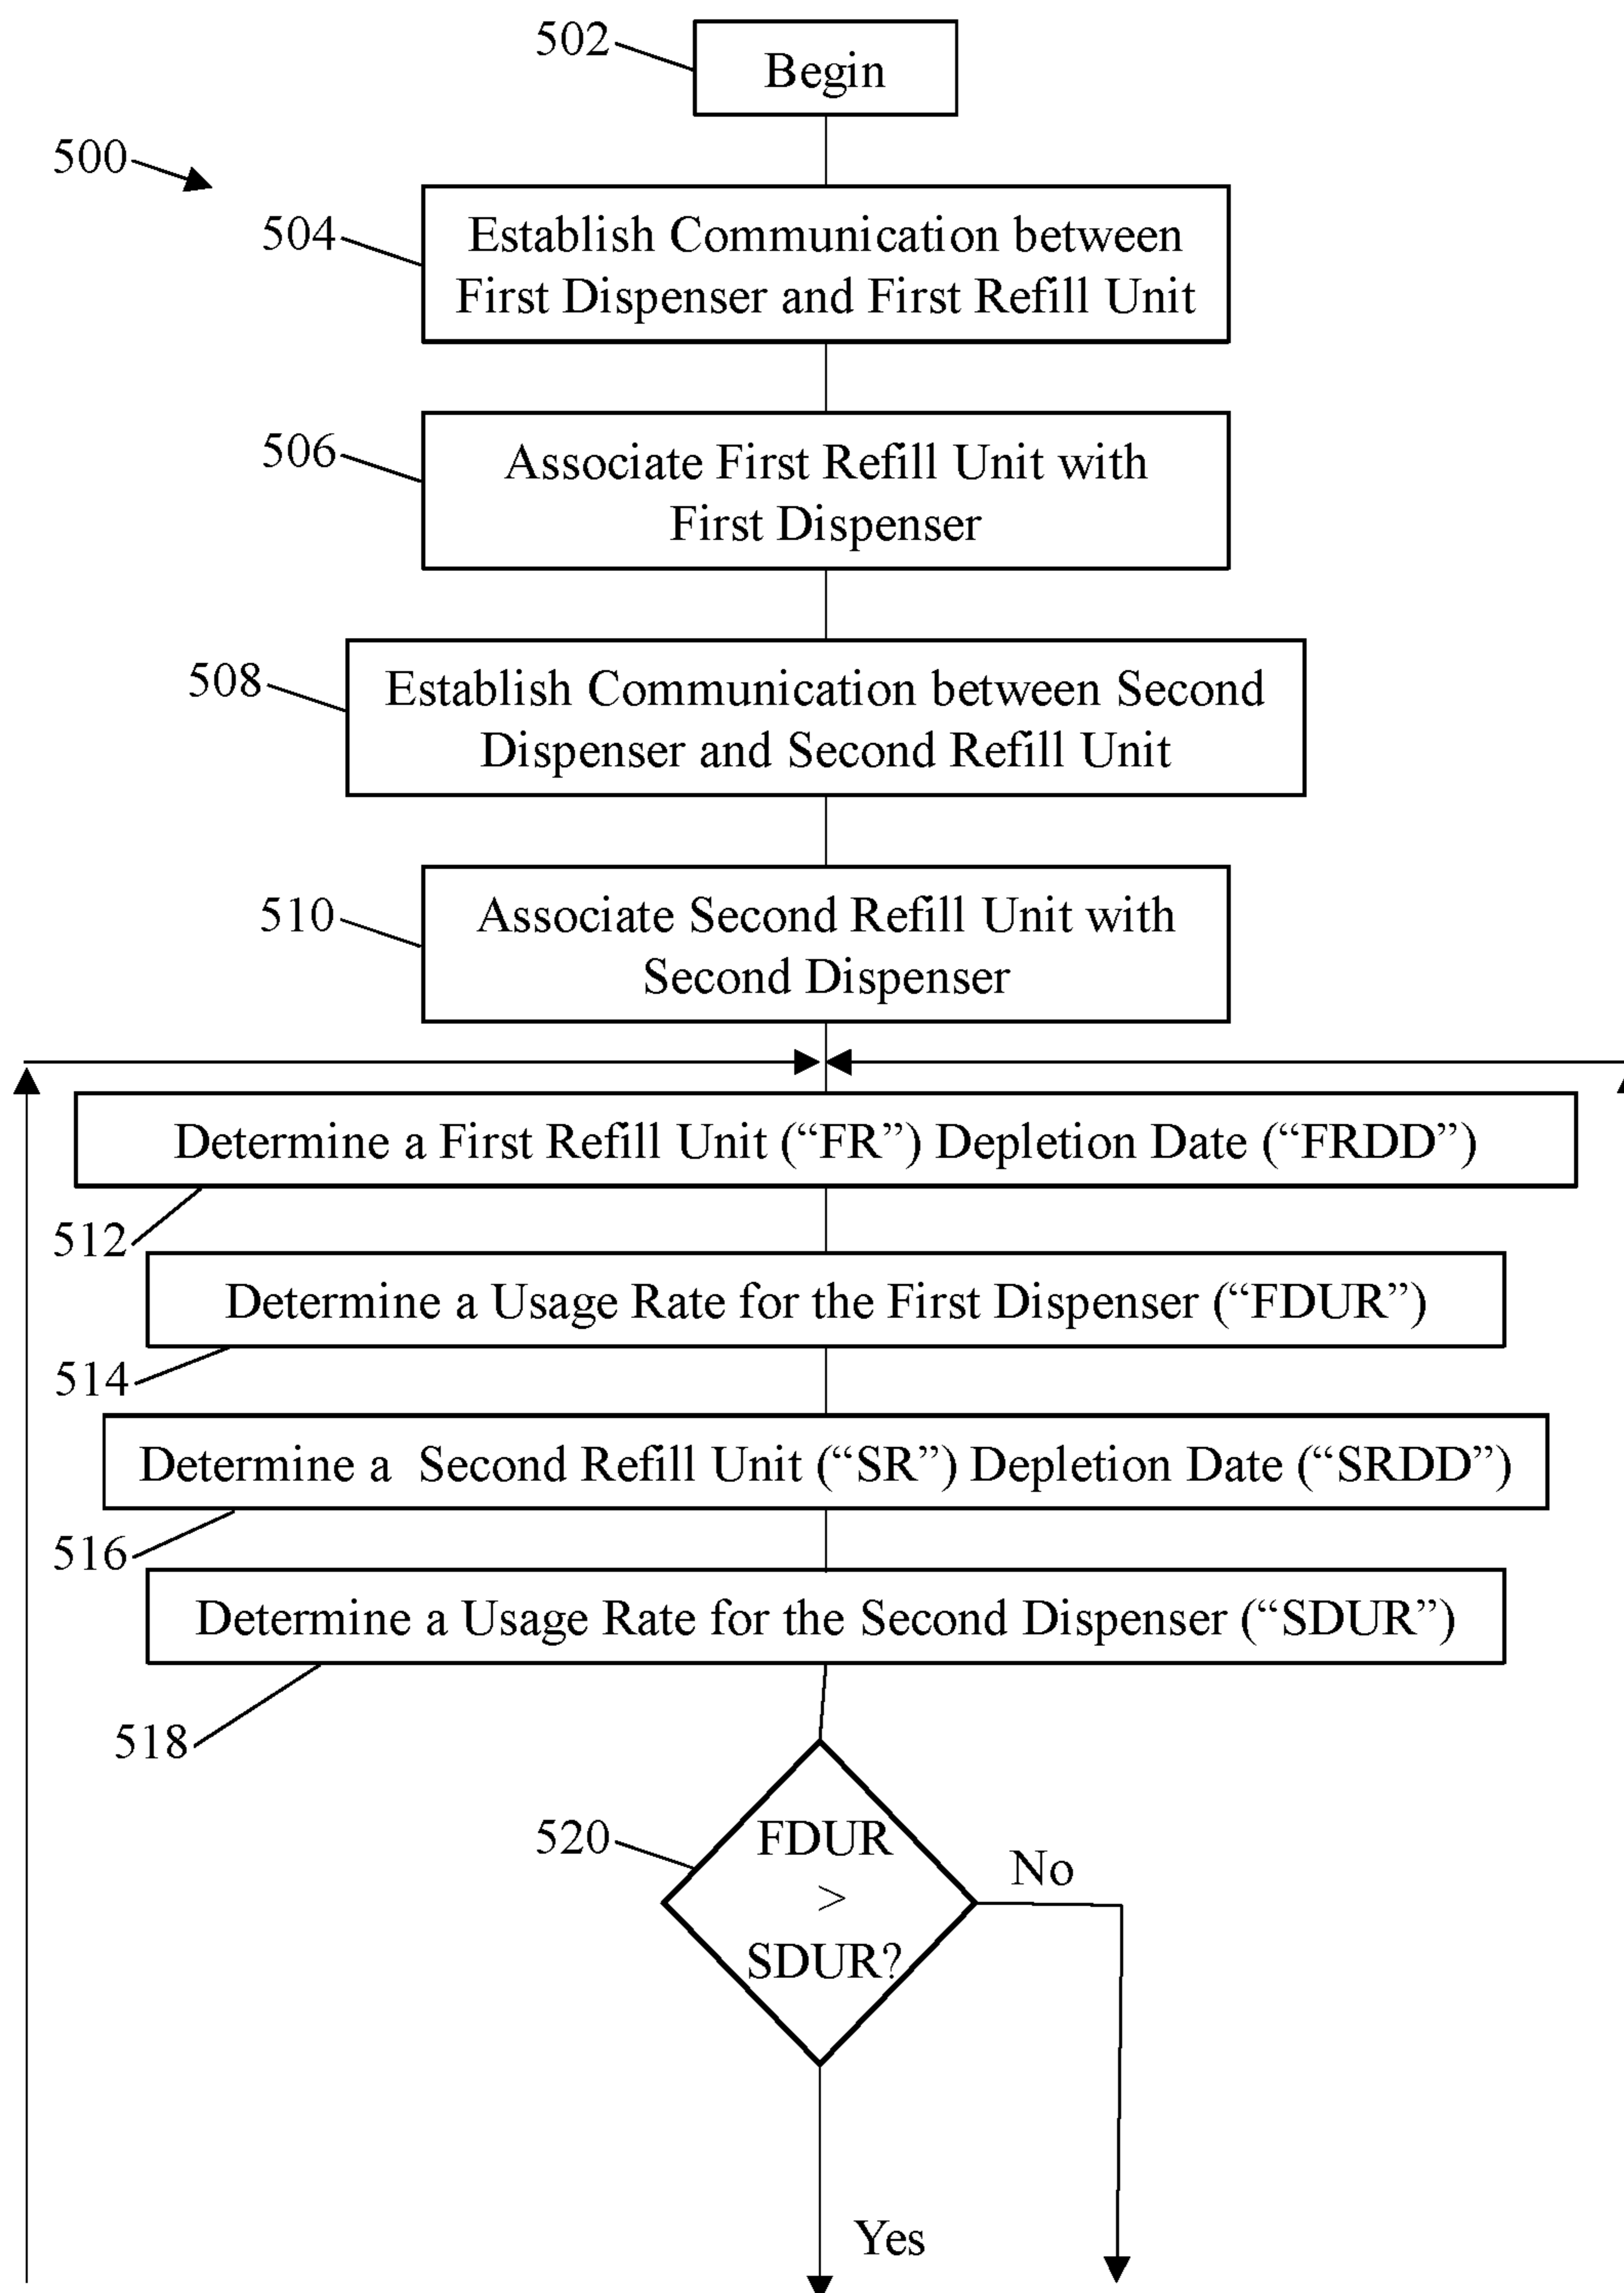 502
Begin
500
504
Establish Communication between
First Dispenser and First Refill Unit
506
Associate First Refill Unit with
First Dispenser
508
Establish Communication between Second
Dispenser and Second Refill Unit
510
Associate Second Refill Unit with
Second Dispenser
Determine a First Refill Unit (“FR”) Depletion Date (“FRDD”)
512
Determine a Usage Rate for the First Dispenser (“FDUR”)
514
Determine a Second Refill Unit (“SR”) Depletion Date (“SRDD”)
516
Determine a Usage Rate for the Second Dispenser (“SDUR”)
518
520
FDUR
>
SDUR?
No
Yes